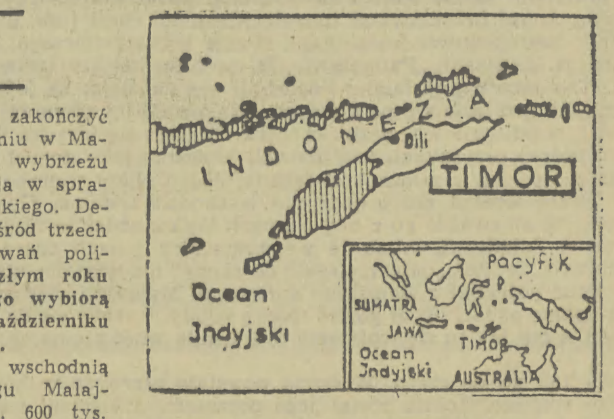 zakończyć
niu w Ma-
wybrzeżu
a w spra-
kiego. De-
śród trzech
wań poli-
złym roku
o wybiorą
aździerniku
wschodnią
gu Malaj-
600 tys.
INDONEZJA
Dili
TIMOR
Ocean
Indyjski
Pacyfik
SUMATRA
JAWA
TIMOR
Ocean
Indyjski
AUSTRALIA